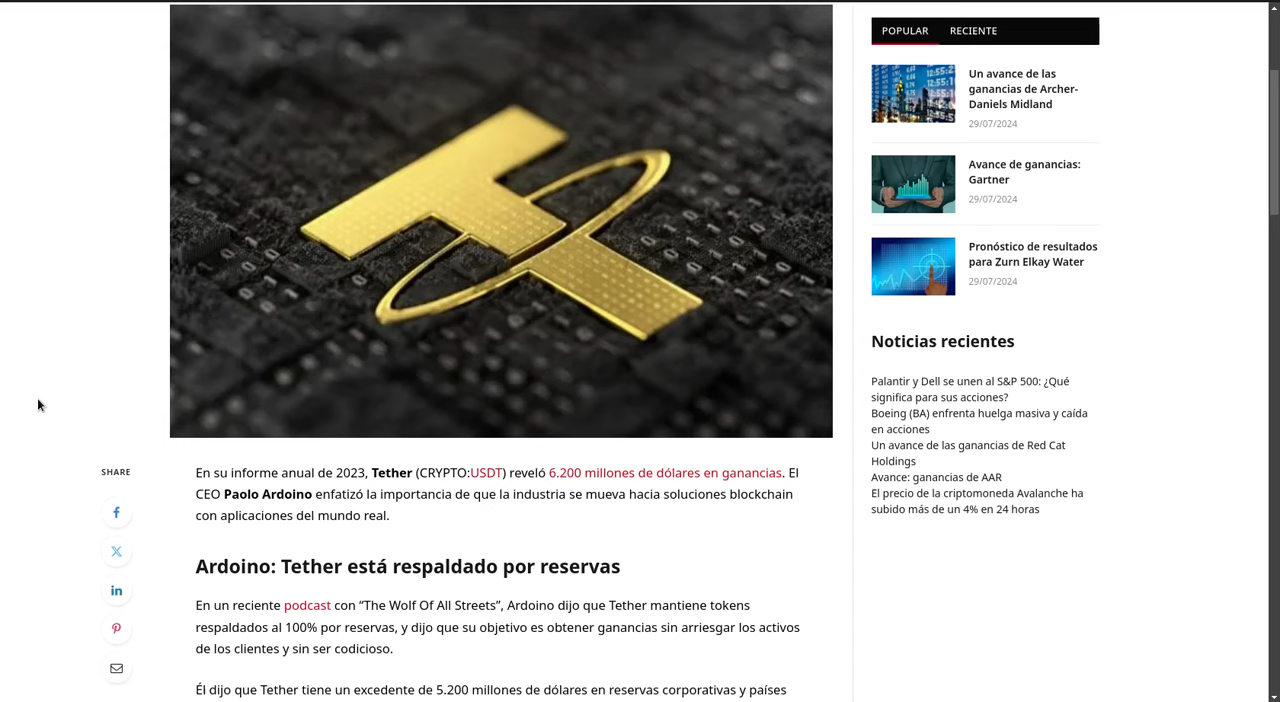 POPULAR RECIENTE
Un avance de las
ganancias de Archer-
Daniels Midland
29/07/2024
Avance de ganancias:
Gartner
29/07/2024
Pronóstico de resultados
para Zurn Elkay Water
29/07/2024
Noticias recientes
Palantir y Dell se unen al S&P 500: ¿Qué
significa para sus acciones?
Boeing (BA) enfrenta huelga masiva y caída
en acciones
Un avance de las ganancias de Red Cat
Holdings
Avance: ganancias de AAR
El precio de la criptomoneda Avalanche ha
subido más de un 4% en 24 horas
SHARE
En su informe anual de 2023, Tether (CRYPTO:USDT) reveló 6.200 millones de dólares en ganancias. El
CEO Paolo Ardoino enfatizó la importancia de que la industria se mueva hacia soluciones blockchain
con aplicaciones del mundo real.
Ardoino: Tether está respaldado por reservas
En un reciente podcast con “The Wolf Of All Streets”, Ardoino dijo que Tether mantiene tokens
respaldados al 100% por reservas, y dijo que su objetivo es obtener ganancias sin arriesgar los activos
de los clientes y sin ser codicioso.
Él dijo que Tether tiene un excedente de 5.200 millones de dólares en reservas corporativas y países